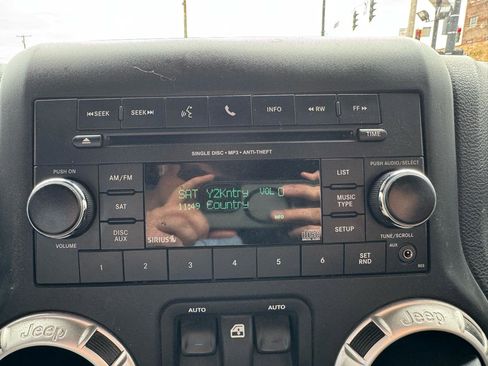 ⏮SEEK SEEK⏭ INFO ◀◀ RW FF ▶▶
TIME
SINGLE DISC • MP3 • ANTI-THEFT
PUSH ON PUSH AUDIO/SELECT
AM/FM LIST
SAT Y2Kntry VOL 0
SAT MUSIC
TYPE
11:49 Country
DISC
AUX SETUP
VOLUME SIRIUS TUNE/SCROLL
1 2 3 4 5 6 SET
RND
AUX
RES
AUTO AUTO
Jeep Jeep